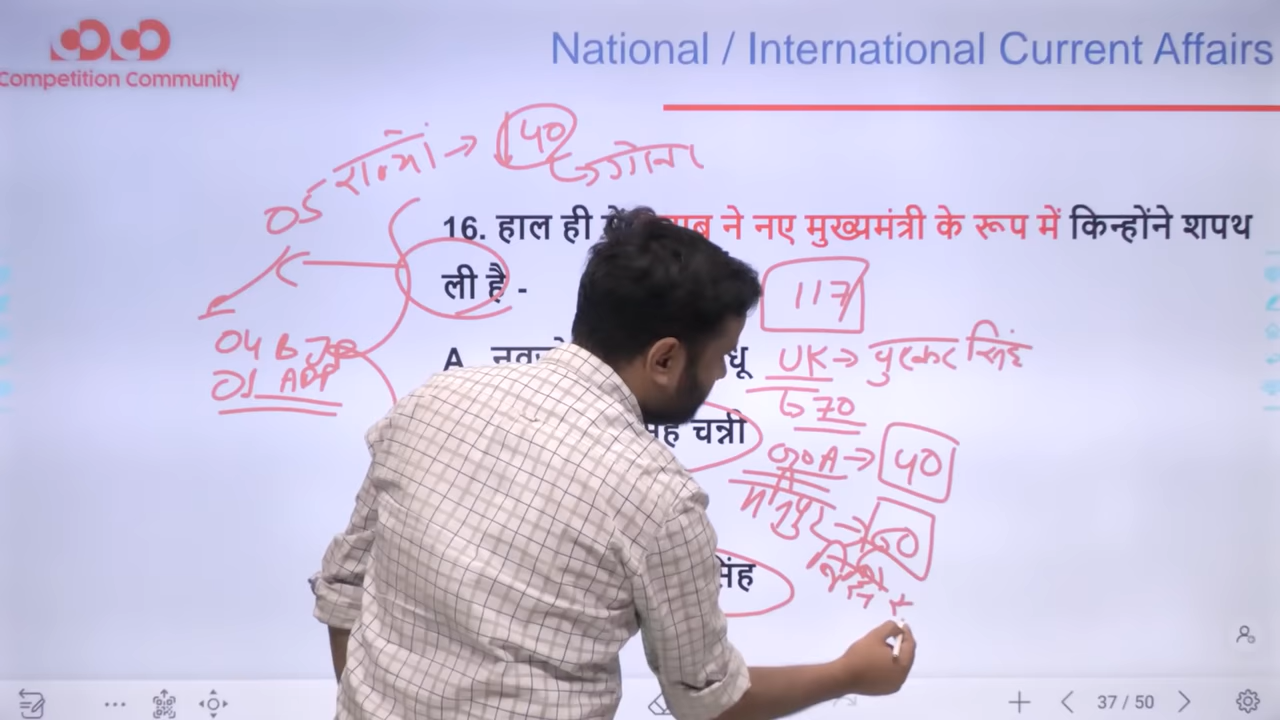 Competition Community
National / International Current Affairs
05 राज्यों → 40
→ गोवा
16. हाल ही ने नए मुख्यमंत्री के रूप में किन्होंने शपथ
ली है -
117
04 BJP
01 AAP
A
UK → पुष्कर सिंह
→ 70
चन्नी
GOA → 40
मणिपुर → 60
सिंह
37 / 50